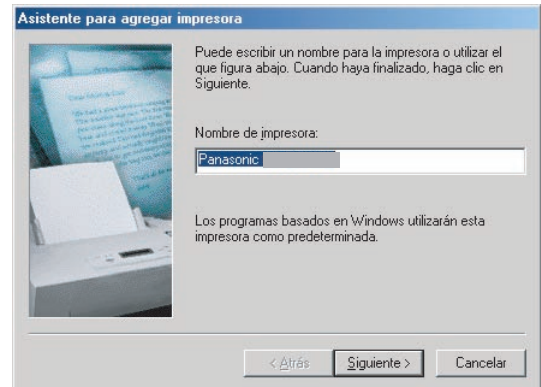 Asistente para agregar impresora
Puede escribir un nombre para la impresora o utilizar el
que figura abajo. Cuando haya finalizado, haga clic en
Siguiente.
Nombre de impresora:
Panasonic
Los programas basados en Windows utilizarán esta
impresora como predeterminada.
< Atrás
Siguiente >
Cancelar